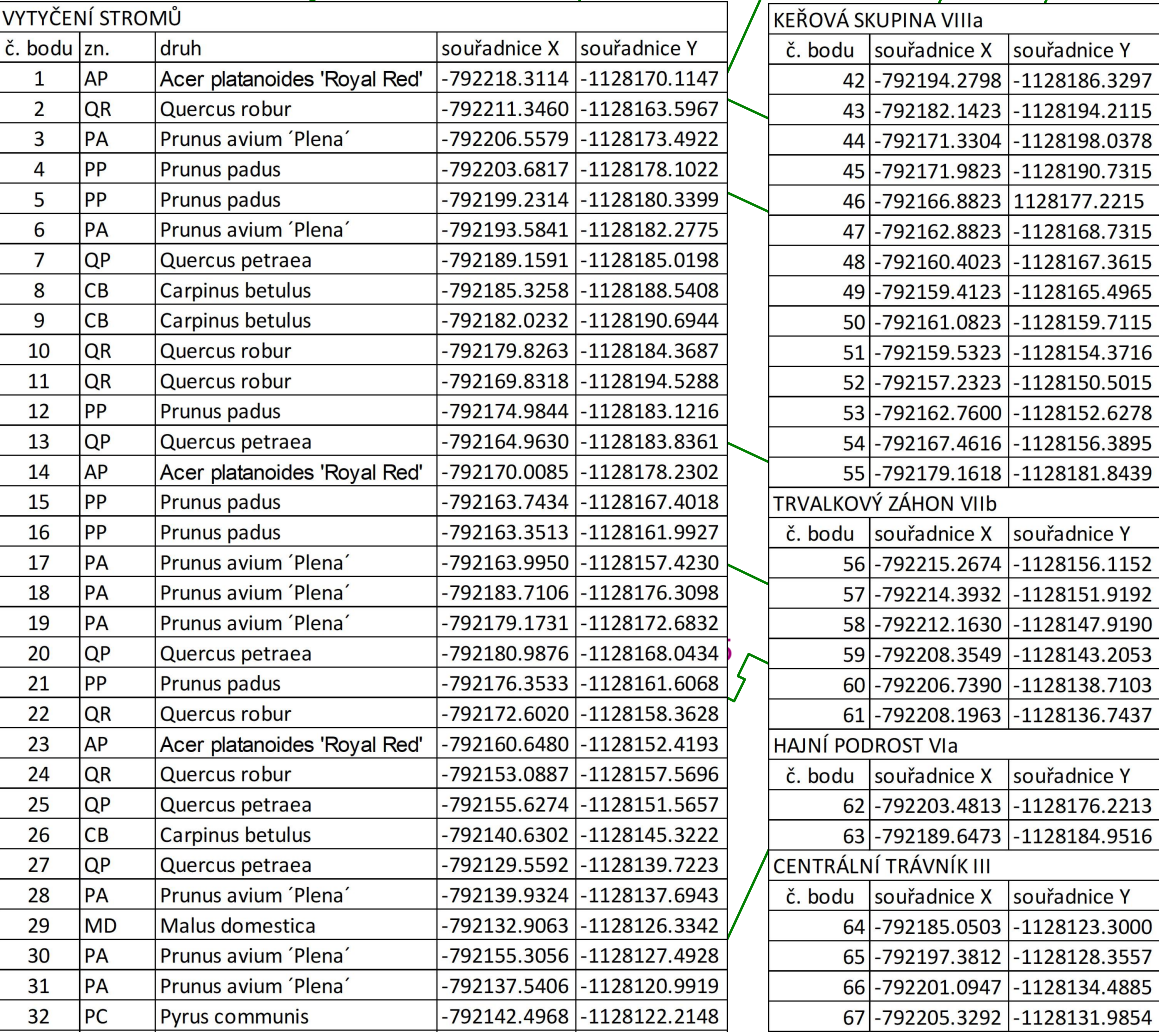 VYTYČENÍ STROMŮ
č. bodu zn. druh souřadnice X souřadnice Y
1 AP Acer platanoides 'Royal Red' -792218.3114 -1128170.1147
2 QR Quercus robur -792211.3460 -1128163.5967
3 PA Prunus avium ´Plena´ -792206.5579 -1128173.4922
4 PP Prunus padus -792203.6817 -1128178.1022
5 PP Prunus padus -792199.2314 -1128180.3399
6 PA Prunus avium ´Plena´ -792193.5841 -1128182.2775
7 QP Quercus petraea -792189.1591 -1128185.0198
8 CB Carpinus betulus -792185.3258 -1128188.5408
9 CB Carpinus betulus -792182.0232 -1128190.6944
10 QR Quercus robur -792179.8263 -1128184.3687
11 QR Quercus robur -792169.8318 -1128194.5288
12 PP Prunus padus -792174.9844 -1128183.1216
13 QP Quercus petraea -792164.9630 -1128183.8361
14 AP Acer platanoides 'Royal Red' -792170.0085 -1128178.2302
15 PP Prunus padus -792163.7434 -1128167.4018
16 PP Prunus padus -792163.3513 -1128161.9927
17 PA Prunus avium ´Plena´ -792163.9950 -1128157.4230
18 PA Prunus avium ´Plena´ -792183.7106 -1128176.3098
19 PA Prunus avium ´Plena´ -792179.1731 -1128172.6832
20 QP Quercus petraea -792180.9876 -1128168.0434
21 PP Prunus padus -792176.3533 -1128161.6068
22 QR Quercus robur -792172.6020 -1128158.3628
23 AP Acer platanoides 'Royal Red' -792160.6480 -1128152.4193
24 QR Quercus robur -792153.0887 -1128157.5696
25 QP Quercus petraea -792155.6274 -1128151.5657
26 CB Carpinus betulus -792140.6302 -1128145.3222
27 QP Quercus petraea -792129.5592 -1128139.7223
28 PA Prunus avium ´Plena´ -792139.9324 -1128137.6943
29 MD Malus domestica -792132.9063 -1128126.3342
30 PA Prunus avium ´Plena´ -792155.3056 -1128127.4928
31 PA Prunus avium ´Plena´ -792137.5406 -1128120.9919
32 PC Pyrus communis -792142.4968 -1128122.2148
KEŘOVÁ SKUPINA VIIIa
č. bodu souřadnice X souřadnice Y
42 -792194.2798 -1128186.3297
43 -792182.1423 -1128194.2115
44 -792171.3304 -1128198.0378
45 -792171.9823 -1128190.7315
46 -792166.8823 1128177.2215
47 -792162.8823 -1128168.7315
48 -792160.4023 -1128167.3615
49 -792159.4123 -1128165.4965
50 -792161.0823 -1128159.7115
51 -792159.5323 -1128154.3716
52 -792157.2323 -1128150.5015
53 -792162.7600 -1128152.6278
54 -792167.4616 -1128156.3895
55 -792179.1618 -1128181.8439
TRVALKOVÝ ZÁHON VIIb
č. bodu souřadnice X souřadnice Y
56 -792215.2674 -1128156.1152
57 -792214.3932 -1128151.9192
58 -792212.1630 -1128147.9190
59 -792208.3549 -1128143.2053
60 -792206.7390 -1128138.7103
61 -792208.1963 -1128136.7437
HAJNÍ PODROST VIa
č. bodu souřadnice X souřadnice Y
62 -792203.4813 -1128176.2213
63 -792189.6473 -1128184.9516
CENTRÁLNÍ TRÁVNÍK III
č. bodu souřadnice X souřadnice Y
64 -792185.0503 -1128123.3000
65 -792197.3812 -1128128.3557
66 -792201.0947 -1128134.4885
67 -792205.3292 -1128131.9854